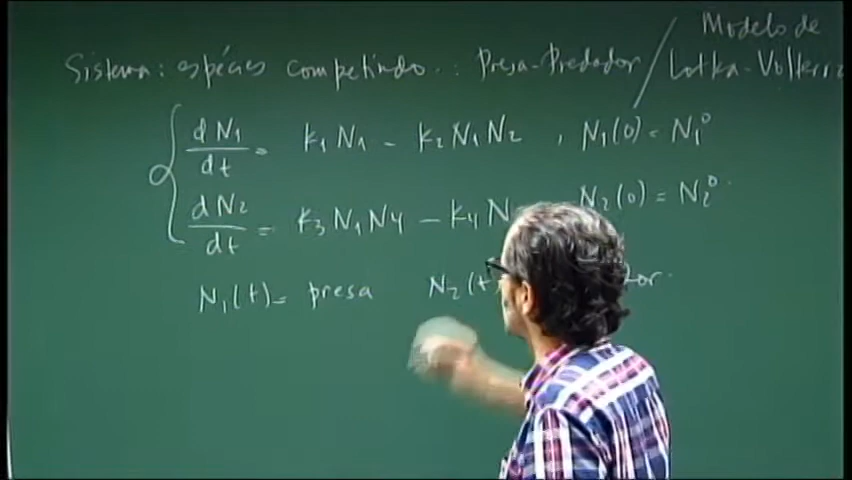 Modelo de
Sistema: espécies competindo.: Presa-Predador / Lotka-Volterra
dN₁/dt = k₁N₁ - k₂N₁N₂, N₁(0) = N₁⁰
dN₂/dt = k₃N₁N₄ - k₄N N₂(0) = N₂⁰.
N₁(t) = presa N₂(t dor.